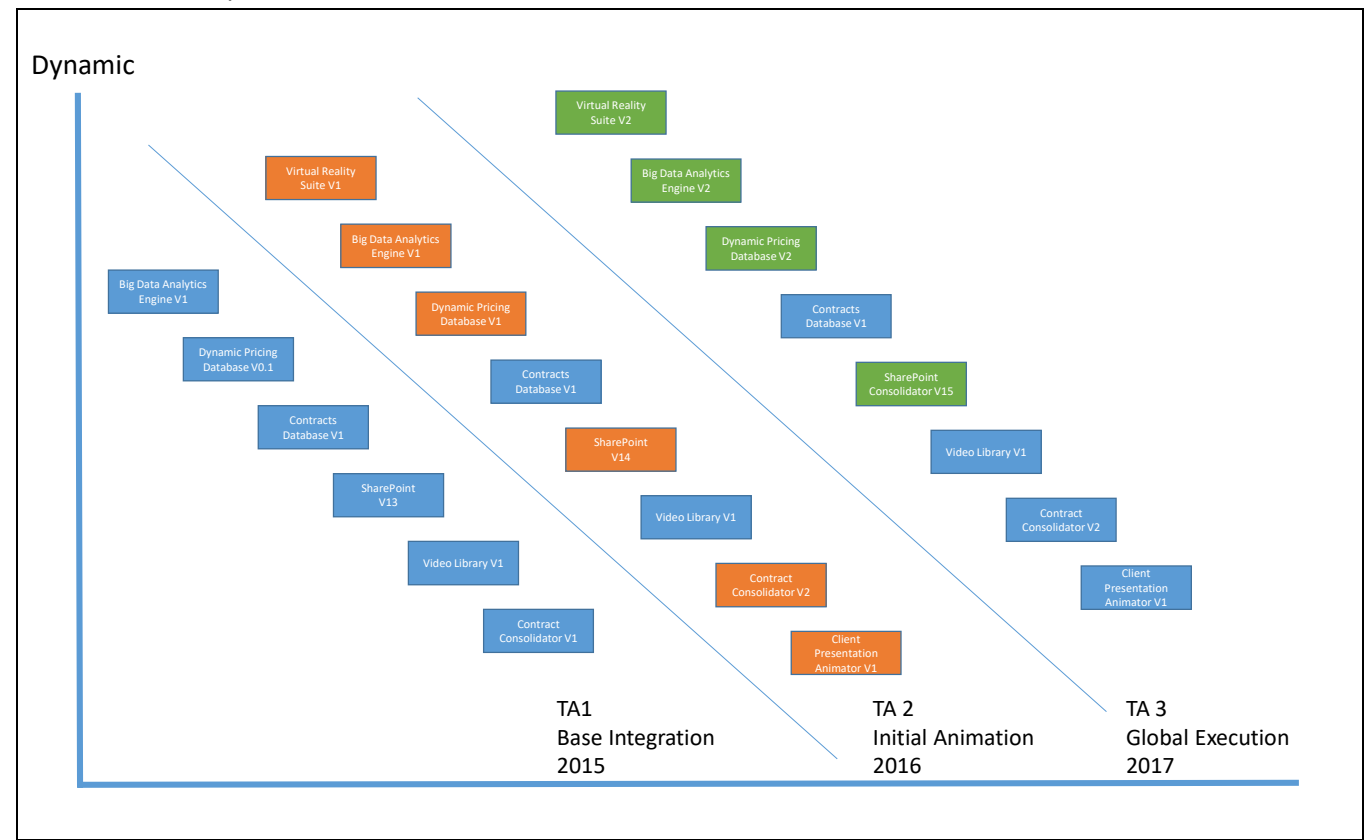 Dynamic
Big Data Analytics
Engine V1
Dynamic Pricing
Database V0.1
Contracts
Database V1
SharePoint
V13
Video Library V1
Contract
Consolidator V1
TA1
Base Integration
2015
Virtual Reality
Suite V1
Big Data Analytics
Engine V1
Dynamic Pricing
Database V1
Contracts
Database V1
SharePoint
V14
Video Library V1
Contract
Consolidator V2
Client
Presentation
Animator V1
TA 2
Initial Animation
2016
Virtual Reality
Suite V2
Big Data Analytics
Engine V2
Dynamic Pricing
Database V2
Contracts
Database V1
SharePoint
Consolidator V15
Video Library V1
Contract
Consolidator V2
Client
Presentation
Animator V1
TA 3
Global Execution
2017